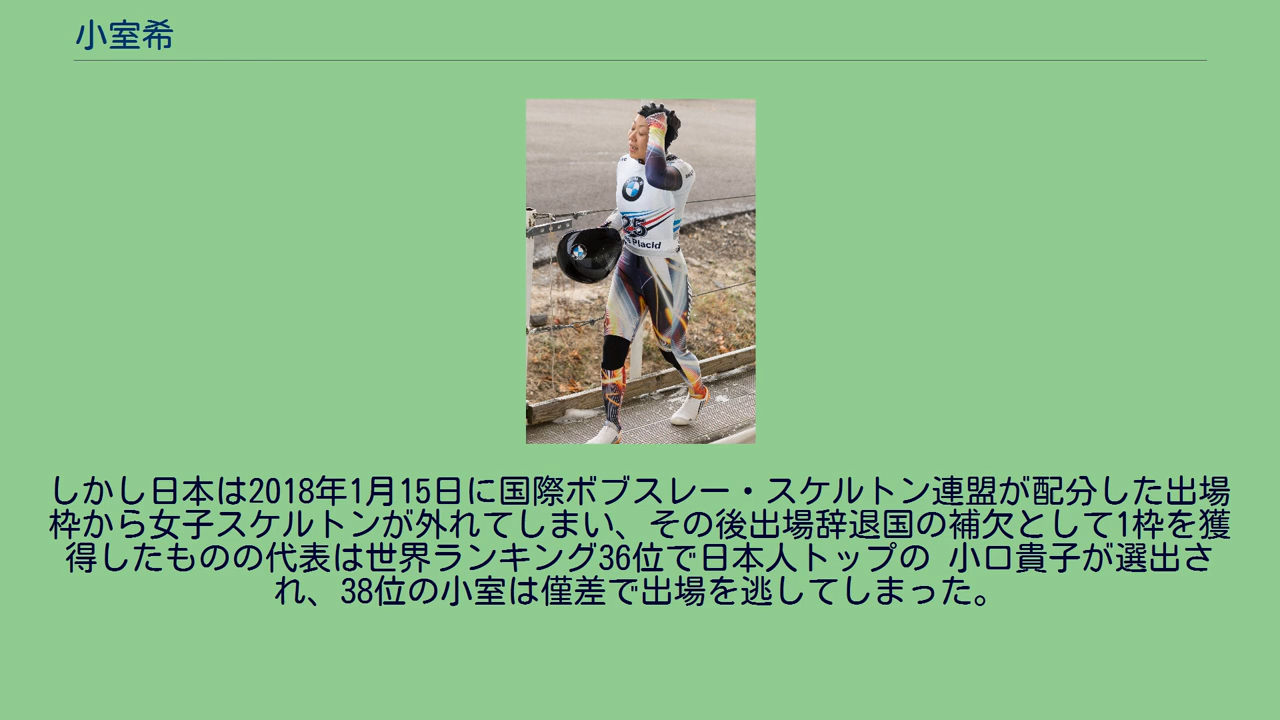 小室希
BMW
25
Placid
しかし日本は2018年1月15日に国際ボブスレー・スケルトン連盟が配分した出場
枠から女子スケルトンが外れてしまい、その後出場辞退国の補欠として1枠を獲
得したものの代表は世界ランキング36位で日本人トップの 小口貴子が選出さ
れ、38位の小室は僅差で出場を逃してしまった。